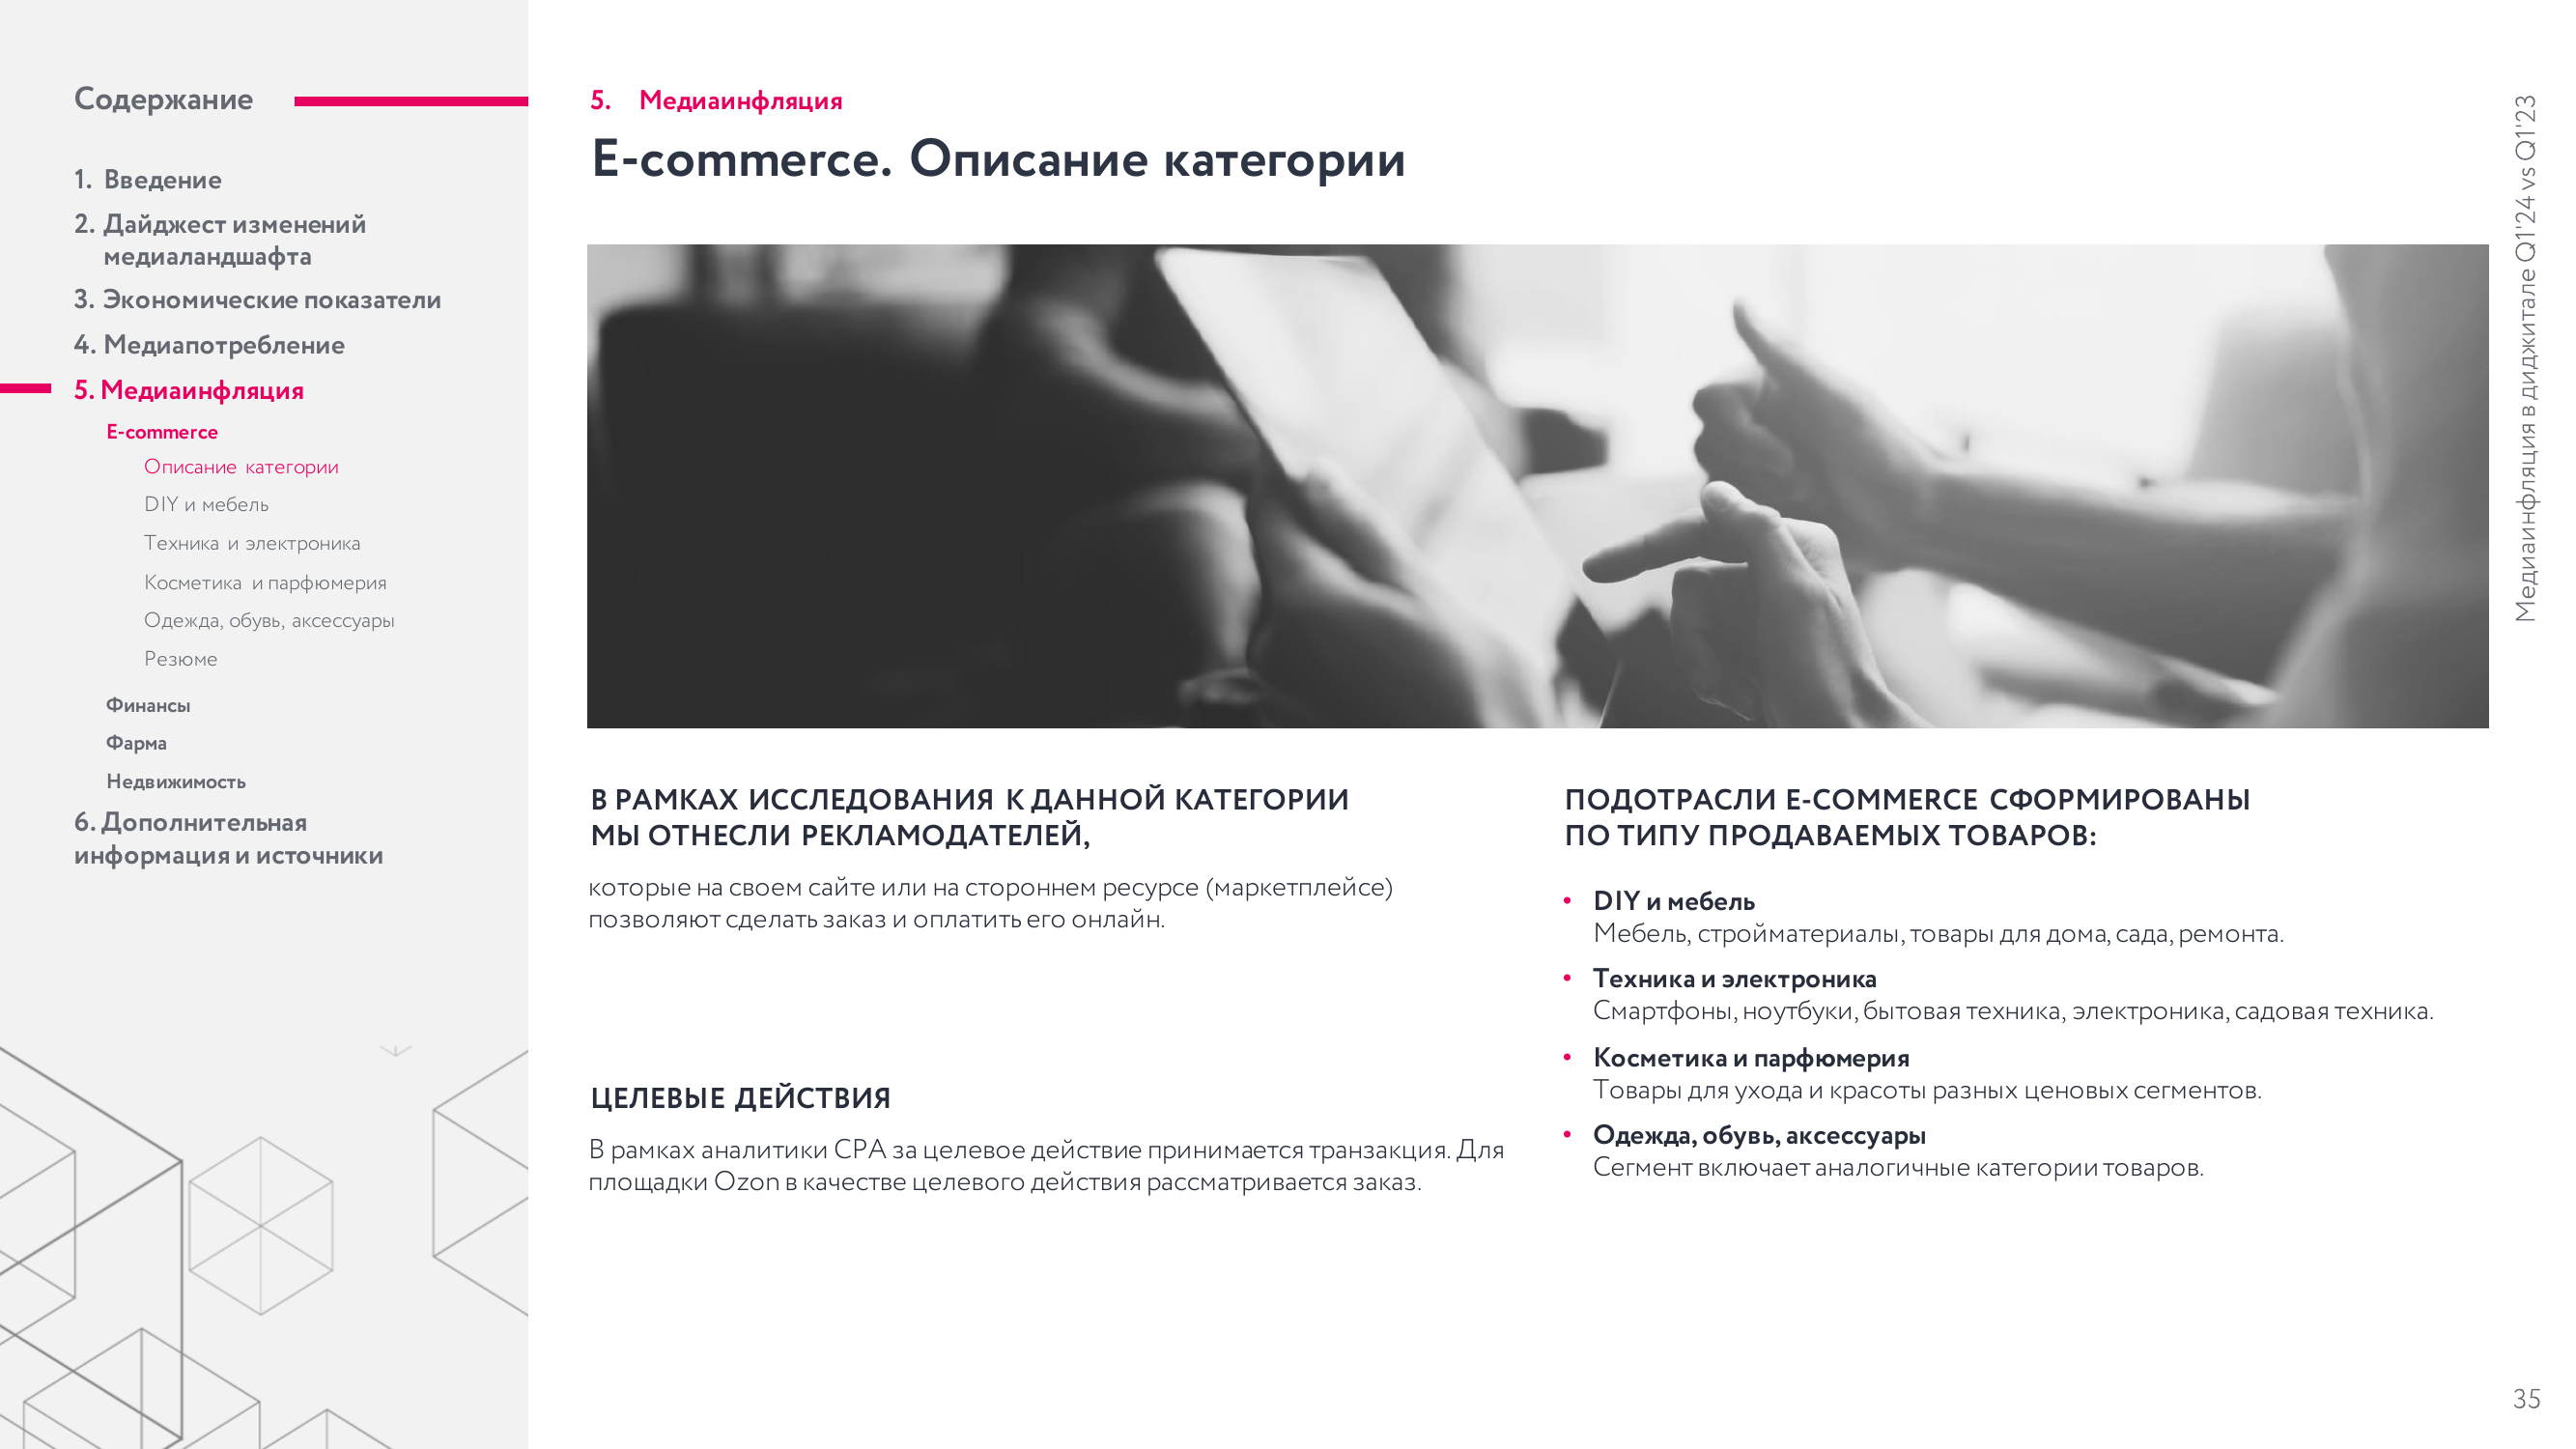 Содержание
1. Введение
2. Дайджест изменений
медиаландшафта
3. Экономические показатели
4. Медиапотребление
5. Медиаинфляция
E-commerce
Описание категории
DIY и мебель
Техника и электроника
Косметика и парфюмерия
Одежда, обувь, аксессуары
Резюме
Финансы
Фарма
Недвижимость
6. Дополнительная
информация и источники
5. Медиаинфляция
E-commerce. Описание категории
В РАМКАХ ИССЛЕДОВАНИЯ К ДАННОЙ КАТЕГОРИИ
МЫ ОТНЕСЛИ РЕКЛАМОДАТЕЛЕЙ,
которые на своем сайте или на стороннем ресурсе (маркетплейсе)
позволяют сделать заказ и оплатить его онлайн.
ЦЕЛЕВЫЕ ДЕЙСТВИЯ
В рамках аналитики CPA за целевое действие принимается транзакция. Для
площадки Ozon в качестве целевого действия рассматривается заказ.
ПОДОТРАСЛИ E-COMMERCE СФОРМИРОВАНЫ
ПО ТИПУ ПРОДАВАЕМЫХ ТОВАРОВ:
• DIY и мебель
Мебель, стройматериалы, товары для дома, сада, ремонта.
• Техника и электроника
Смартфоны, ноутбуки, бытовая техника, электроника, садовая техника.
• Косметика и парфюмерия
Товары для ухода и красоты разных ценовых сегментов.
• Одежда, обувь, аксессуары
Сегмент включает аналогичные категории товаров.
Медиаинфляция в диджитале Q1'24 vs Q1'23
35